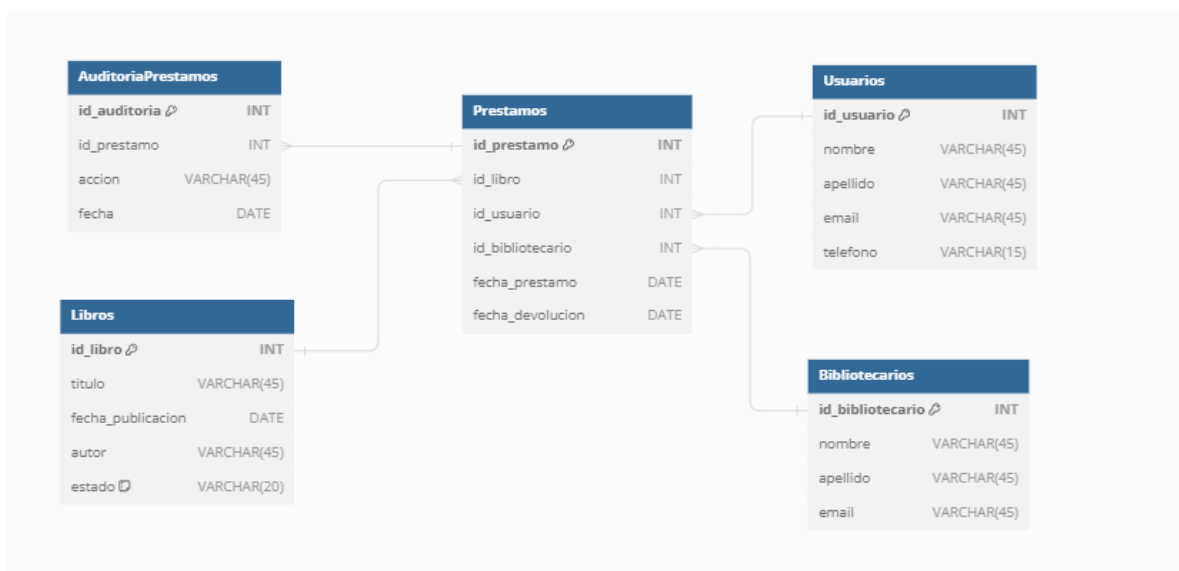 AuditoriaPrestamos
id_auditoria INT
id_prestamo INT
accion VARCHAR(45)
fecha DATE
Libros
id_libro INT
titulo VARCHAR(45)
fecha_publicacion DATE
autor VARCHAR(45)
estado VARCHAR(20)
Prestamos
id_prestamo INT
id_libro INT
id_usuario INT
id_bibliotecario INT
fecha_prestamo DATE
fecha_devolucion DATE
Usuarios
id_usuario INT
nombre VARCHAR(45)
apellido VARCHAR(45)
email VARCHAR(45)
telefono VARCHAR(15)
Bibliotecarios
id_bibliotecario INT
nombre VARCHAR(45)
apellido VARCHAR(45)
email VARCHAR(45)